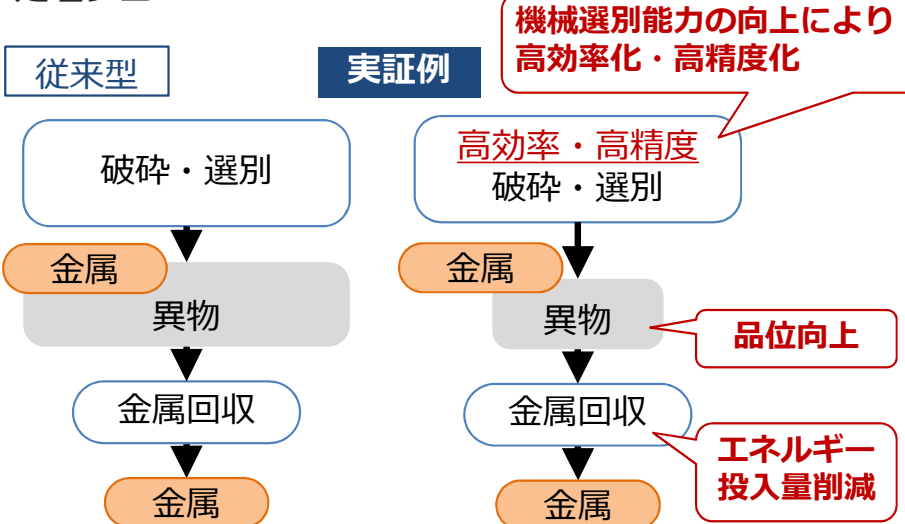 従来型
破砕・選別
金属
異物
金属回収
金属
実証例
機械選別能力の向上により
高効率化・高精度化
高効率・高精度
破砕・選別
金属
異物
品位向上
金属回収
エネルギー
投入量削減
金属